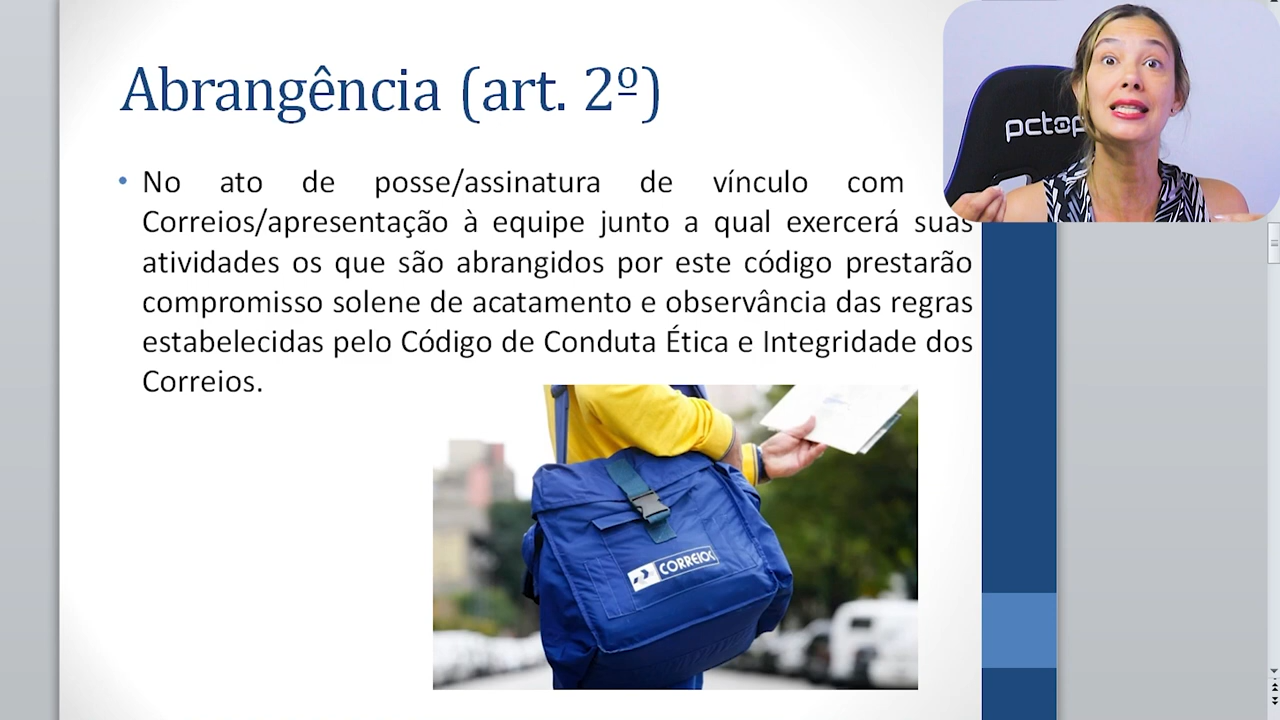 Abrangência (art. 2º)
• No ato de posse/assinatura de vínculo com
Correios/apresentação à equipe junto a qual exercerá suas
atividades os que são abrangidos por este código prestarão
compromisso solene de acatamento e observância das regras
estabelecidas pelo Código de Conduta Ética e Integridade dos
Correios.
pctop
CORREIOS